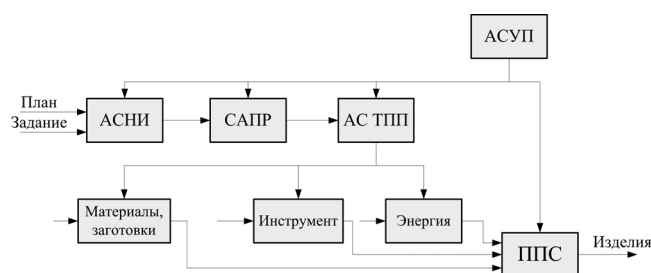 АСУП
План
Задание
АСНИ
САПР
АС ТПП
Материалы,
заготовки
Инструмент
Энергия
ППС
Изделия